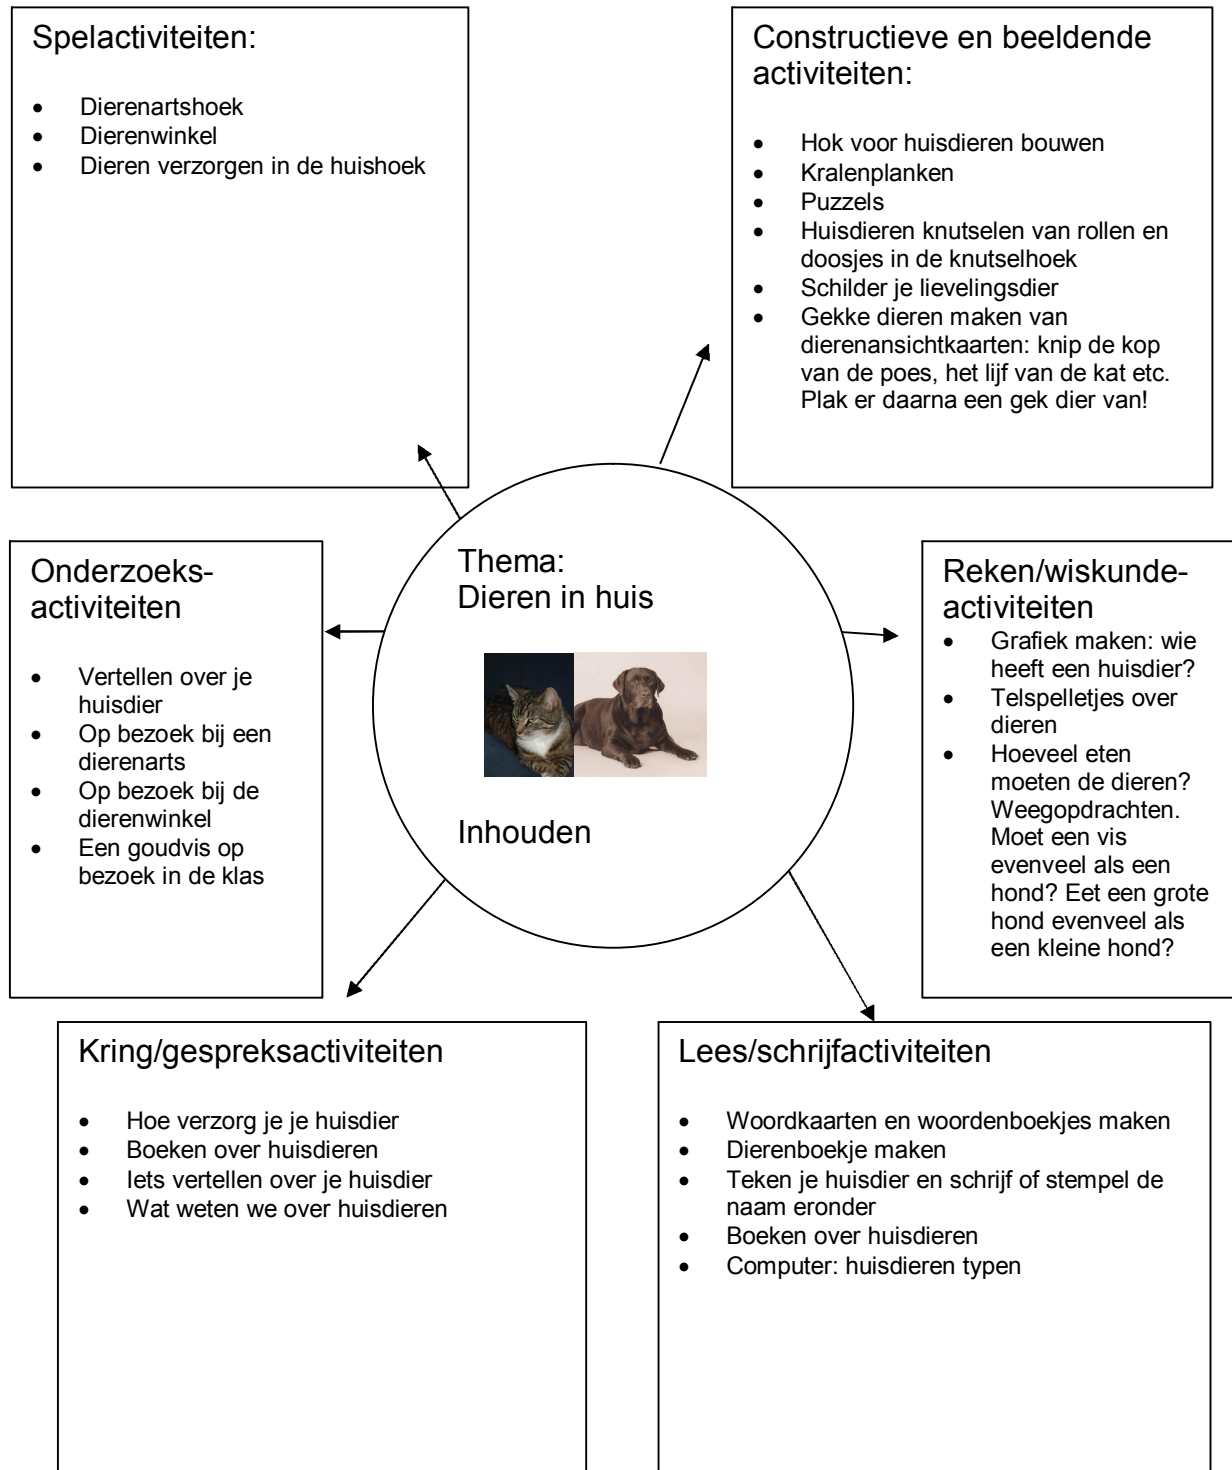 Spelactiviteiten:
• Dierenartshoek
• Dierenwinkel
• Dieren verzorgen in de huishoek
Constructieve en beeldende
activiteiten:
• Hok voor huisdieren bouwen
• Kralenplanken
• Puzzels
• Huisdieren knutselen van rollen en
doosjes in de knutselhoek
• Schilder je lievelingsdier
• Gekke dieren maken van
dierenansichtkaarten: knip de kop
van de poes, het lijf van de kat etc.
Plak er daarna een gek dier van!
Onderzoeks-
activiteiten
• Vertellen over je
huisdier
• Op bezoek bij een
dierenarts
• Op bezoek bij de
dierenwinkel
• Een goudvis op
bezoek in de klas
Thema:
Dieren in huis
Inhouden
Reken/wiskunde-
activiteiten
• Grafiek maken: wie
heeft een huisdier?
• Telspelletjes over
dieren
• Hoeveel eten
moeten de dieren?
Weegopdrachten.
Moet een vis
evenveel als een
hond? Eet een grote
hond evenveel als
een kleine hond?
Kring/gespreksactiviteiten
• Hoe verzorg je je huisdier
• Boeken over huisdieren
• Iets vertellen over je huisdier
• Wat weten we over huisdieren
Lees/schrijfactiviteiten
• Woordkaarten en woordenboekjes maken
• Dierenboekje maken
• Teken je huisdier en schrijf of stempel de
naam eronder
• Boeken over huisdieren
• Computer: huisdieren typen